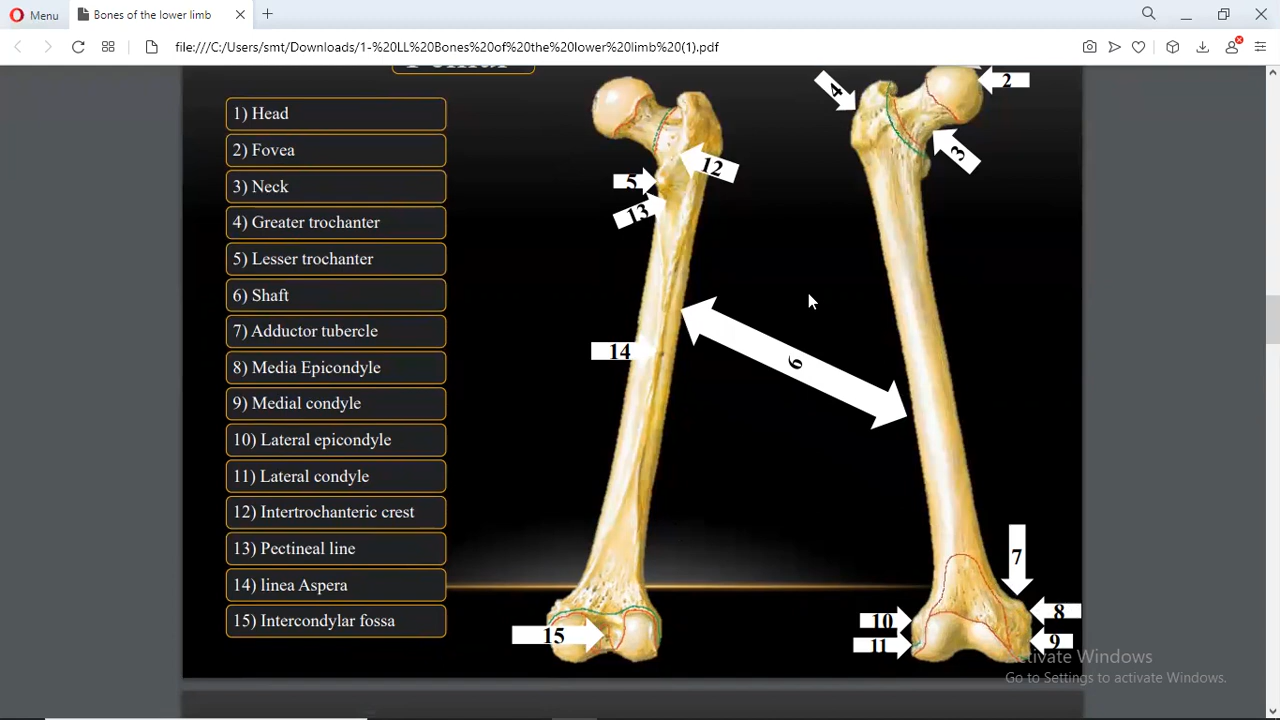 Menu
Bones of the lower limb
file:///C:/Users/smt/Downloads/1-%20LL%20Bones%20of%20the%20lower%20limb%20(1).pdf
Femur
1) Head
2) Fovea
3) Neck
4) Greater trochanter
5) Lesser trochanter
6) Shaft
7) Adductor tubercle
8) Media Epicondyle
9) Medial condyle
10) Lateral epicondyle
11) Lateral condyle
12) Intertrochanteric crest
13) Pectineal line
14) linea Aspera
15) Intercondylar fossa
2
4
3
12
5
13
14
6
7
8
10
15
11
9
Activate Windows
Go to Settings to activate Windows.